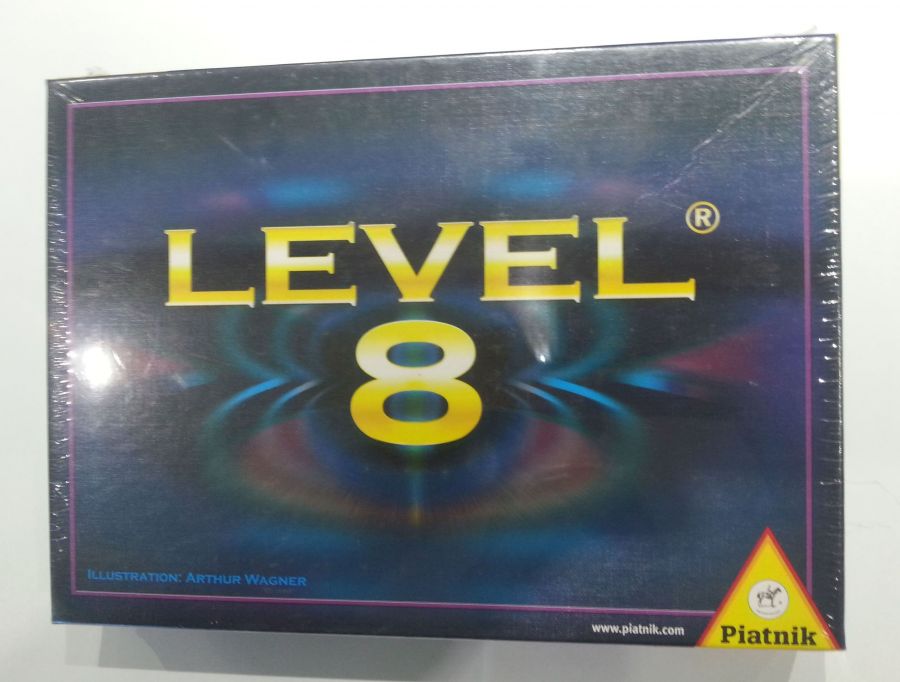 LEVEL®
8
ILLUSTRATION: ARTHUR WAGNER
www.piatnik.com
Piatnik